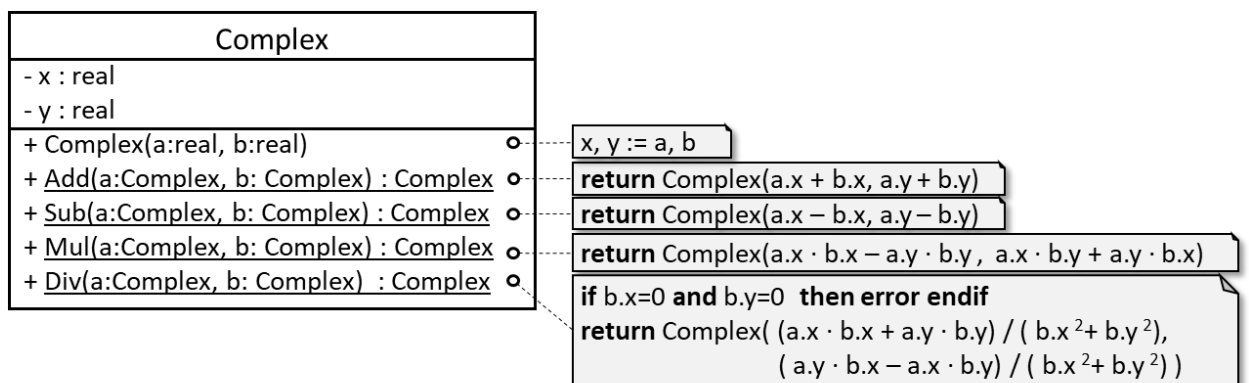 Complex
- x : real
- y : real
+ Complex(a:real, b:real)
x, y := a, b
+ Add(a:Complex, b: Complex) : Complex
return Complex(a.x + b.x, a.y + b.y)
+ Sub(a:Complex, b: Complex) : Complex
return Complex(a.x – b.x, a.y – b.y)
+ Mul(a:Complex, b: Complex) : Complex
return Complex(a.x · b.x – a.y · b.y , a.x · b.y + a.y · b.x)
+ Div(a:Complex, b: Complex) : Complex
if b.x=0 and b.y=0 then error endif
return Complex( (a.x · b.x + a.y · b.y) / ( b.x ²+ b.y ²),
( a.y · b.x – a.x · b.y) / ( b.x ²+ b.y ²) )